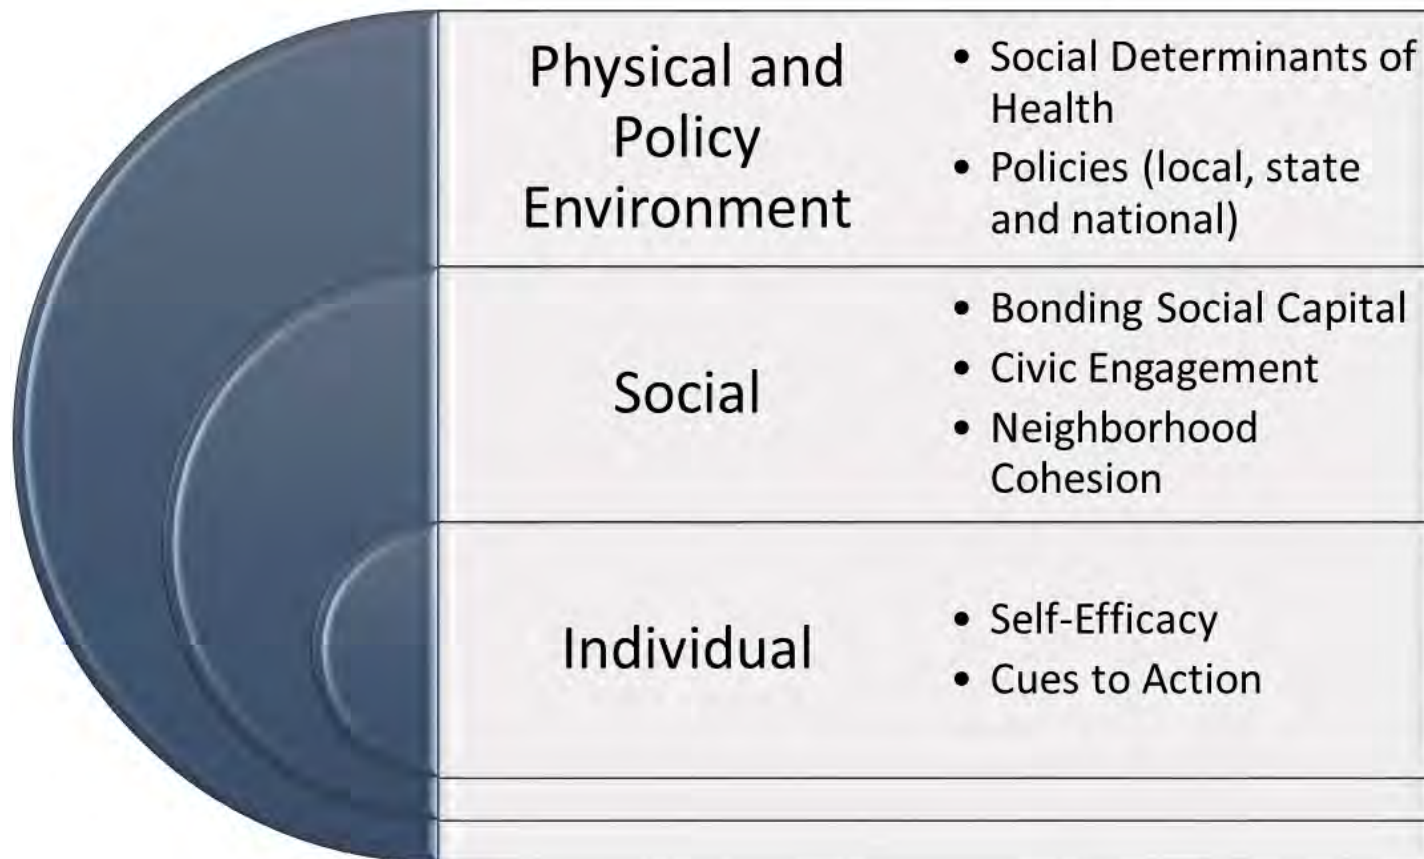 Physical and
Policy
Environment
• Social Determinants of
Health
• Policies (local, state
and national)
Social
• Bonding Social Capital
• Civic Engagement
• Neighborhood
Cohesion
Individual
• Self-Efficacy
• Cues to Action